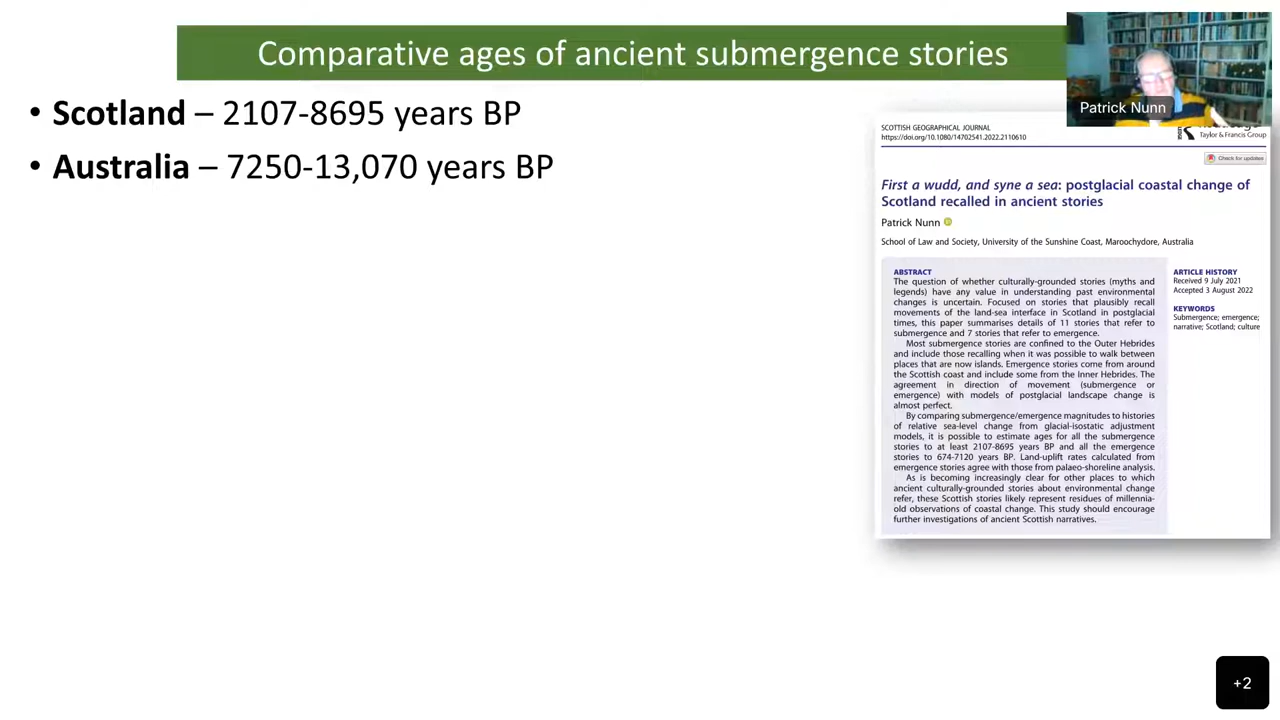 Comparative ages of ancient submergence stories
Patrick Nunn
• Scotland – 2107-8695 years BP
• Australia – 7250-13,070 years BP
SCOTTISH GEOGRAPHICAL JOURNAL
https://doi.org/10.1080/14702541.2022.2110610
Taylor & Francis Group
Check for updates
First a wudd, and syne a sea: postglacial coastal change of
Scotland recalled in ancient stories
Patrick Nunn
School of Law and Society, University of the Sunshine Coast, Maroochydore, Australia
ABSTRACT
The question of whether culturally-grounded stories (myths and
legends) have any value in understanding past environmental
changes is uncertain. Focused on stories that plausibly recall
movements of the land-sea interface in Scotland in postglacial
times, this paper summarises details of 11 stories that refer to
submergence and 7 stories that refer to emergence.
Most submergence stories are confined to the Outer Hebrides
and include those recalling when it was possible to walk between
places that are now islands. Emergence stories come from around
the Scottish coast and include some from the Inner Hebrides. The
agreement in direction of movement (submergence or
emergence) with models of postglacial landscape change is
almost perfect.
By comparing submergence/emergence magnitudes to histories
of relative sea-level change from glacial-isostatic adjustment
models, it is possible to estimate ages for all the submergence
stories to at least 2107-8695 years BP and all the emergence
stories to 674-7120 years BP. Land-uplift rates calculated from
emergence stories agree with those from palaeo-shoreline analysis.
As is becoming increasingly clear for other places to which
ancient culturally-grounded stories about environmental change
refer, these Scottish stories likely represent residues of millennia-
old observations of coastal change. This study should encourage
further investigations of ancient Scottish narratives.
ARTICLE HISTORY
Received 9 July 2021
Accepted 3 August 2022
KEYWORDS
Submergence; emergence;
narrative; Scotland; culture
+2